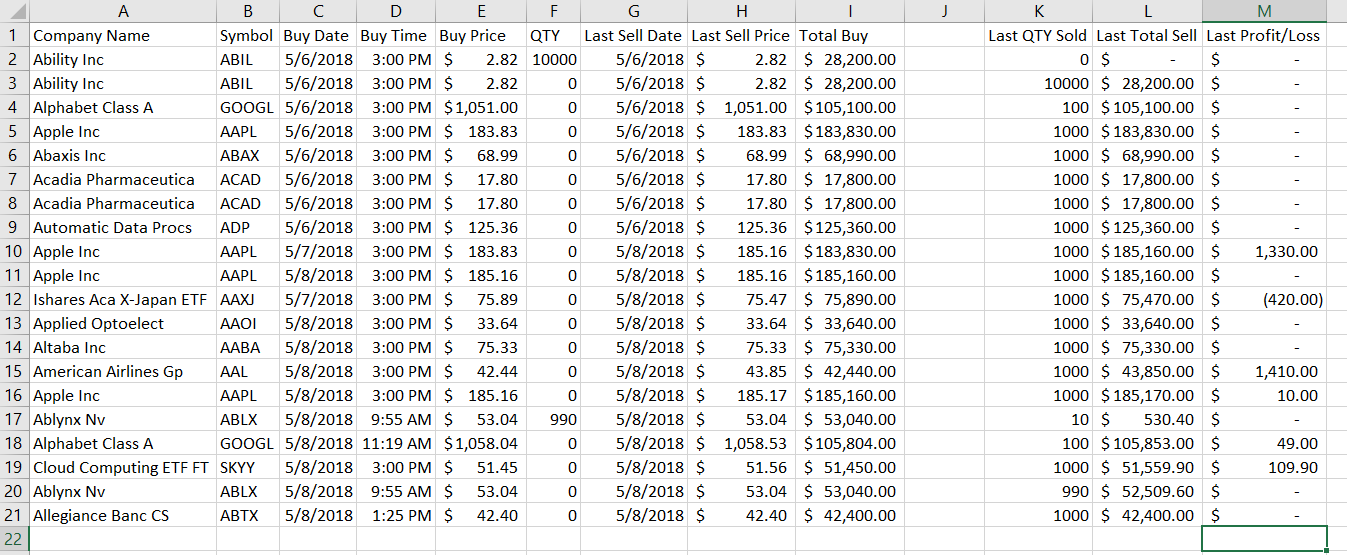 A B C D E F G H I J K L M
1 Company Name Symbol Buy Date Buy Time Buy Price QTY Last Sell Date Last Sell Price Total Buy Last QTY Sold Last Total Sell Last Profit/Loss
2 Ability Inc ABIL 5/6/2018 3:00 PM $ 2.82 10000 5/6/2018 $ 2.82 $ 28,200.00 0 $ - $ -
3 Ability Inc ABIL 5/6/2018 3:00 PM $ 2.82 0 5/6/2018 $ 2.82 $ 28,200.00 10000 $ 28,200.00 $ -
4 Alphabet Class A GOOGL 5/6/2018 3:00 PM $1,051.00 0 5/6/2018 $ 1,051.00 $105,100.00 100 $105,100.00 $ -
5 Apple Inc AAPL 5/6/2018 3:00 PM $ 183.83 0 5/6/2018 $ 183.83 $183,830.00 1000 $183,830.00 $ -
6 Abaxis Inc ABAX 5/6/2018 3:00 PM $ 68.99 0 5/6/2018 $ 68.99 $ 68,990.00 1000 $ 68,990.00 $ -
7 Acadia Pharmaceutica ACAD 5/6/2018 3:00 PM $ 17.80 0 5/6/2018 $ 17.80 $ 17,800.00 1000 $ 17,800.00 $ -
8 Acadia Pharmaceutica ACAD 5/6/2018 3:00 PM $ 17.80 0 5/6/2018 $ 17.80 $ 17,800.00 1000 $ 17,800.00 $ -
9 Automatic Data Procs ADP 5/6/2018 3:00 PM $ 125.36 0 5/6/2018 $ 125.36 $125,360.00 1000 $125,360.00 $ -
10 Apple Inc AAPL 5/7/2018 3:00 PM $ 183.83 0 5/8/2018 $ 185.16 $183,830.00 1000 $185,160.00 $ 1,330.00
11 Apple Inc AAPL 5/8/2018 3:00 PM $ 185.16 0 5/8/2018 $ 185.16 $185,160.00 1000 $185,160.00 $ -
12 Ishares Aca X-Japan ETF AAXJ 5/7/2018 3:00 PM $ 75.89 0 5/8/2018 $ 75.47 $ 75,890.00 1000 $ 75,470.00 $ (420.00)
13 Applied Optoelect AAOI 5/8/2018 3:00 PM $ 33.64 0 5/8/2018 $ 33.64 $ 33,640.00 1000 $ 33,640.00 $ -
14 Altaba Inc AABA 5/8/2018 3:00 PM $ 75.33 0 5/8/2018 $ 75.33 $ 75,330.00 1000 $ 75,330.00 $ -
15 American Airlines Gp AAL 5/8/2018 3:00 PM $ 42.44 0 5/8/2018 $ 43.85 $ 42,440.00 1000 $ 43,850.00 $ 1,410.00
16 Apple Inc AAPL 5/8/2018 3:00 PM $ 185.16 0 5/8/2018 $ 185.17 $185,160.00 1000 $185,170.00 $ 10.00
17 Ablynx Nv ABLX 5/8/2018 9:55 AM $ 53.04 990 5/8/2018 $ 53.04 $ 53,040.00 10 $ 530.40 $ -
18 Alphabet Class A GOOGL 5/8/2018 11:19 AM $1,058.04 0 5/8/2018 $ 1,058.53 $105,804.00 100 $105,853.00 $ 49.00
19 Cloud Computing ETF FT SKYY 5/8/2018 3:00 PM $ 51.45 0 5/8/2018 $ 51.56 $ 51,450.00 1000 $ 51,559.90 $ 109.90
20 Ablynx Nv ABLX 5/8/2018 9:55 AM $ 53.04 0 5/8/2018 $ 53.04 $ 53,040.00 990 $ 52,509.60 $ -
21 Allegiance Banc CS ABTX 5/8/2018 1:25 PM $ 42.40 0 5/8/2018 $ 42.40 $ 42,400.00 1000 $ 42,400.00 $ -
22